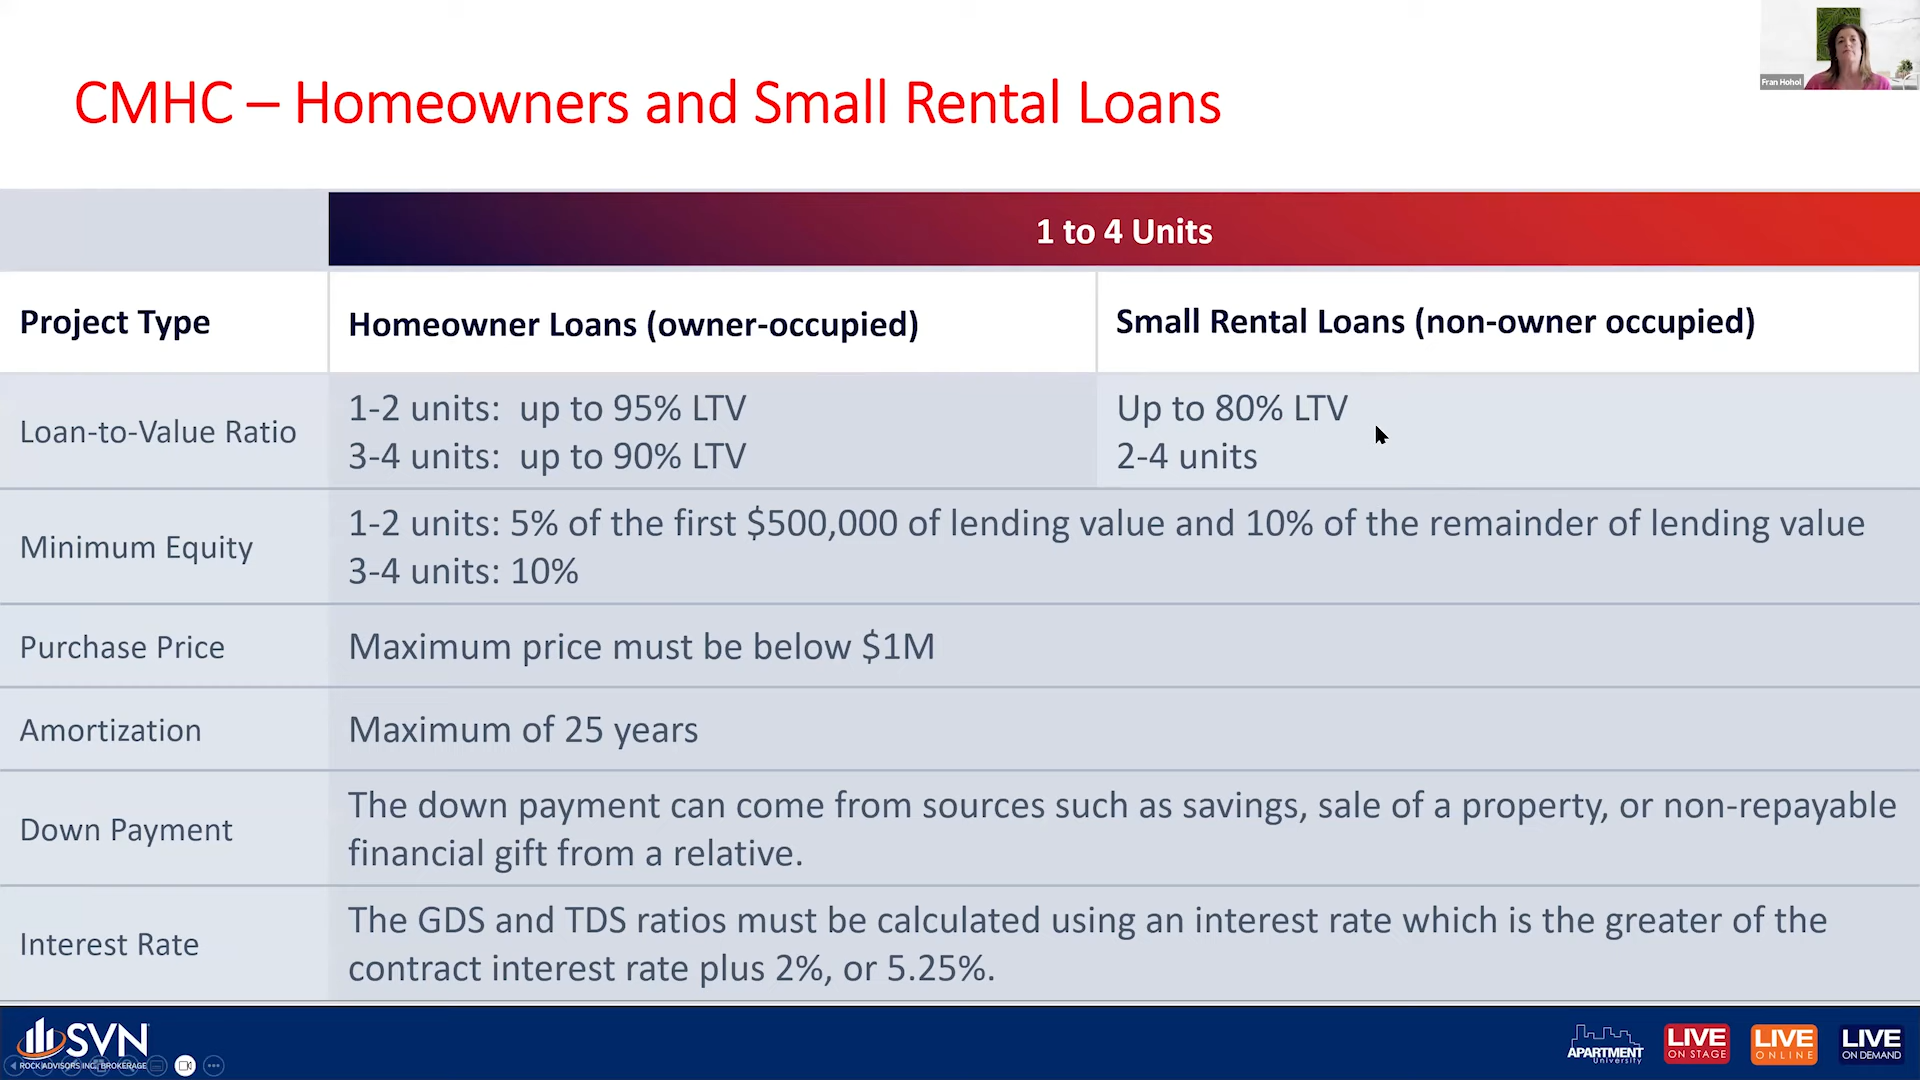 Fran Hohol
CMHC – Homeowners and Small Rental Loans
1 to 4 Units
Project Type
Homeowner Loans (owner-occupied)
Small Rental Loans (non-owner occupied)
Loan-to-Value Ratio
1-2 units:  up to 95% LTV
3-4 units:  up to 90% LTV
Up to 80% LTV
2-4 units
Minimum Equity
1-2 units: 5% of the first $500,000 of lending value and 10% of the remainder of lending value
3-4 units: 10%
Purchase Price
Maximum price must be below $1M
Amortization
Maximum of 25 years
Down Payment
The down payment can come from sources such as savings, sale of a property, or non-repayable
financial gift from a relative.
Interest Rate
The GDS and TDS ratios must be calculated using an interest rate which is the greater of the
contract interest rate plus 2%, or 5.25%.
SVN
ROCK ADVISORS INC., BROKERAGE
APARTMENT
University
LIVE
ON STAGE
LIVE
ONLINE
LIVE
ON DEMAND